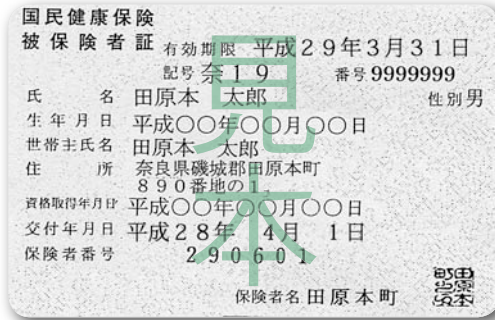 国民健康保険
被保険者証 有効期限 平成29年3月31日
記号 奈19 番号 9999999
氏名 田原本 太郎 性別 男
生年月日 平成〇〇年〇〇月〇〇日
世帯主氏名 田原本 太郎
住所 奈良県磯城郡田原本町
890番地の1
資格取得年月日 平成〇〇年〇〇月〇〇日
交付年月日 平成28年 4月 1日
保険者番号 290601
保険者名 田原本町
見本